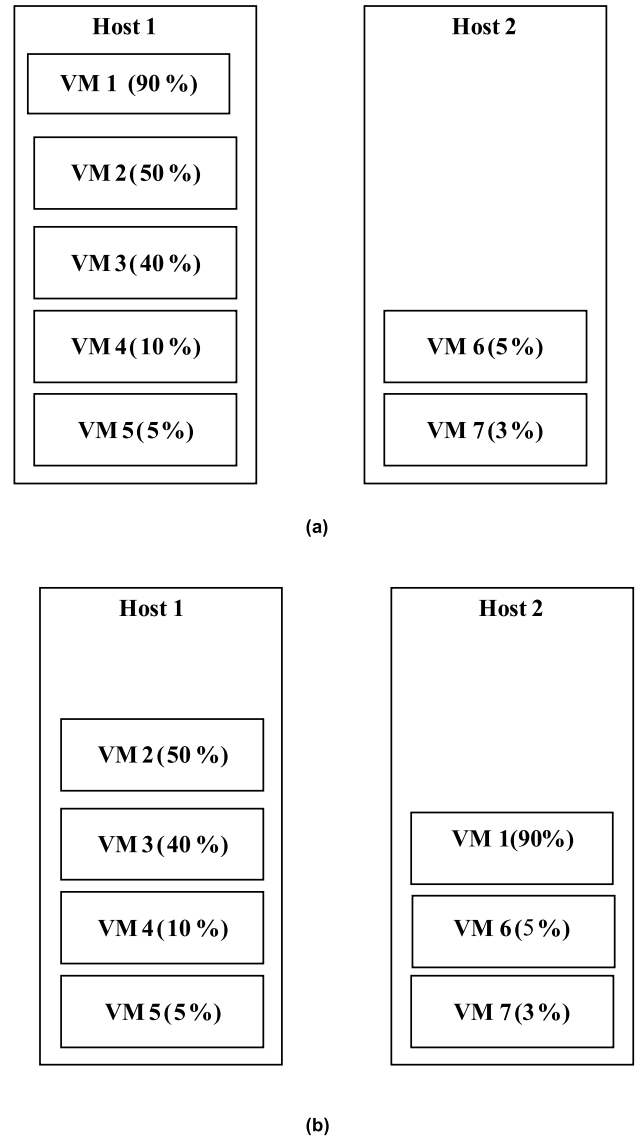 Host 1
VM 1 (90 %)
VM 2 (50 %)
VM 3 (40 %)
VM 4 (10 %)
VM 5 (5 %)
Host 2
VM 6 (5 %)
VM 7 (3 %)
(a)
Host 1
VM 2 (50 %)
VM 3 (40 %)
VM 4 (10 %)
VM 5 (5 %)
Host 2
VM 1(90%)
VM 6 (5 %)
VM 7 (3 %)
(b)